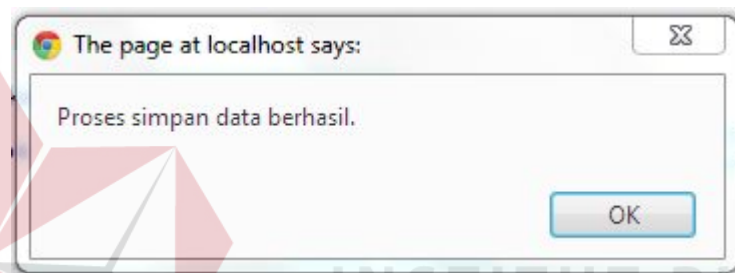 The page at localhost says:
Proses simpan data berhasil.
OK